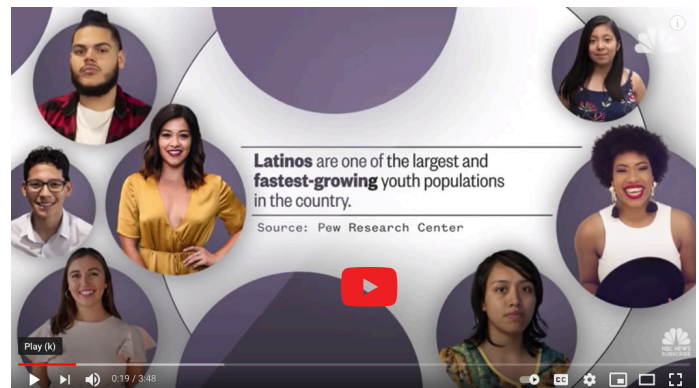 Latinos are one of the largest and
fastest-growing youth populations
in the country.
Source: Pew Research Center
NBC NEWS
SUBSCRIBE
Play (k)
0:19 / 3:48
CC